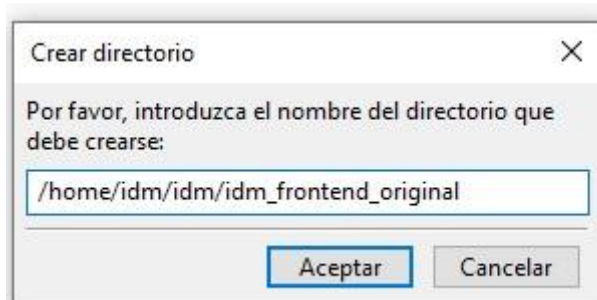 Crear directorio
Por favor, introduzca el nombre del directorio que
debe crearse:
/home/idm/idm/idm_frontend_original
Aceptar
Cancelar